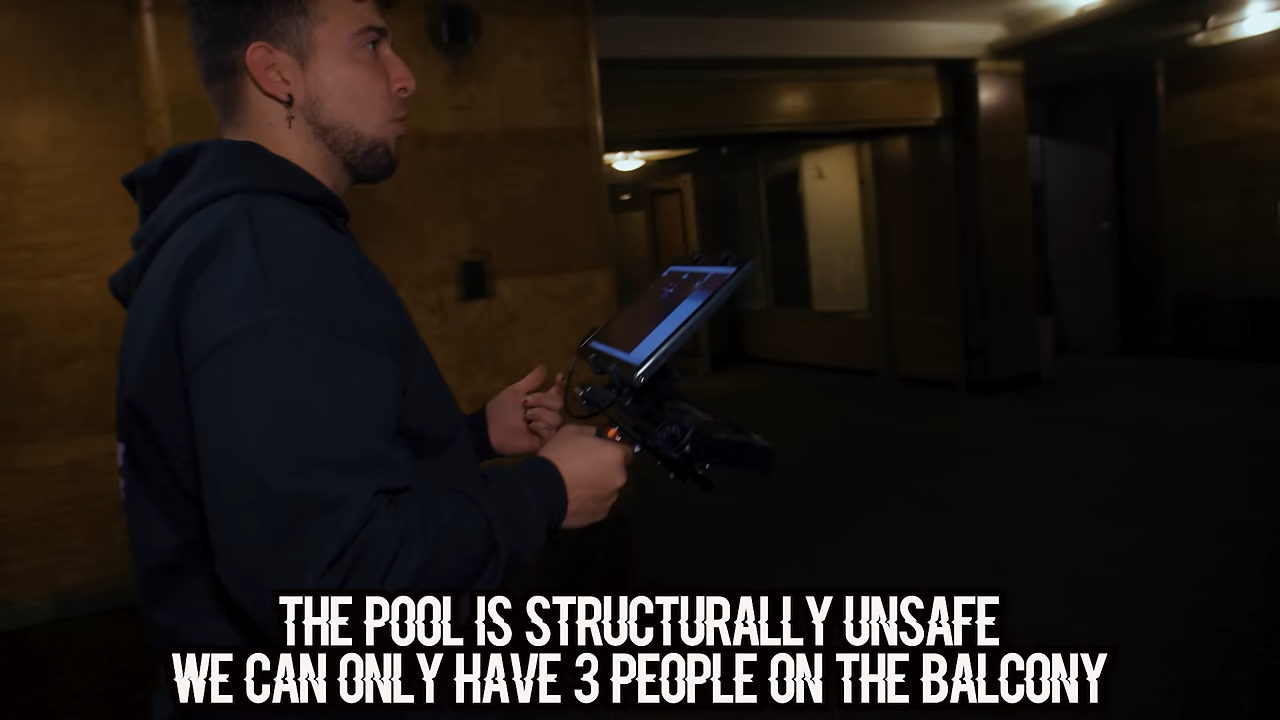 THE POOL IS STRUCTURALLY UNSAFE
WE CAN ONLY HAVE 3 PEOPLE ON THE BALCONY